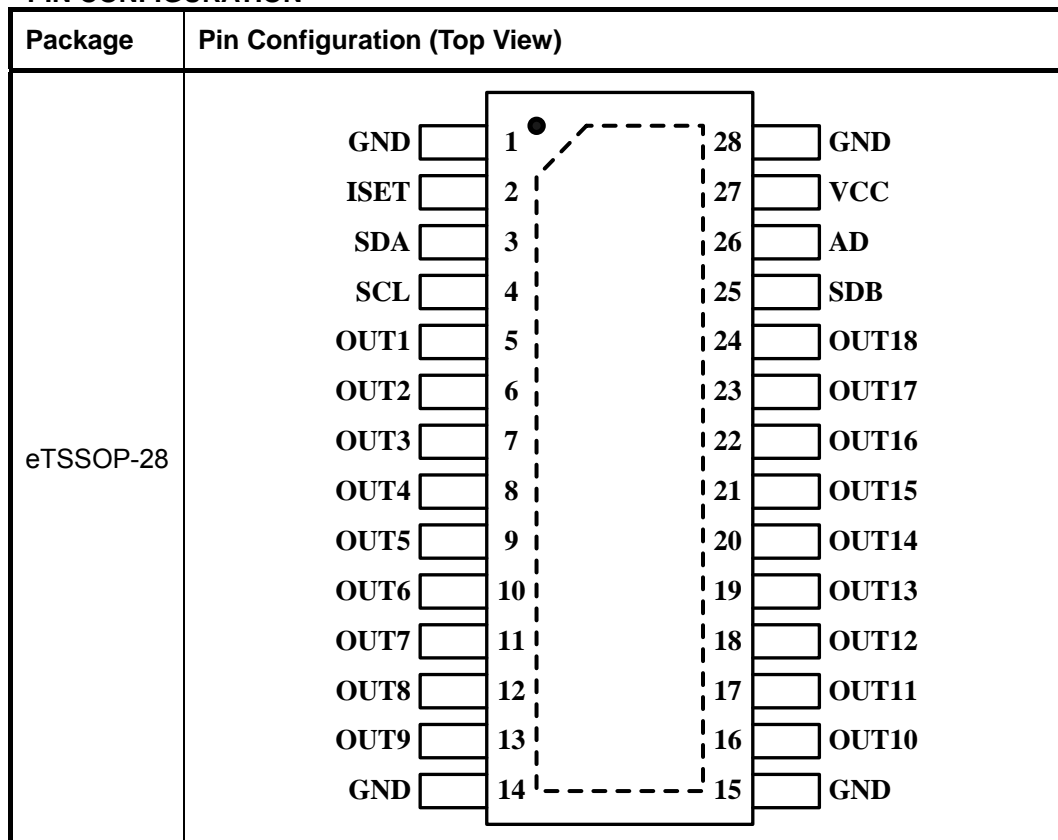 PIN CONFIGURATION
Package Pin Configuration (Top View)
eTSSOP-28
GND 1 28 GND
ISET 2 27 VCC
SDA 3 26 AD
SCL 4 25 SDB
OUT1 5 24 OUT18
OUT2 6 23 OUT17
OUT3 7 22 OUT16
OUT4 8 21 OUT15
OUT5 9 20 OUT14
OUT6 10 19 OUT13
OUT7 11 18 OUT12
OUT8 12 17 OUT11
OUT9 13 16 OUT10
GND 14 15 GND